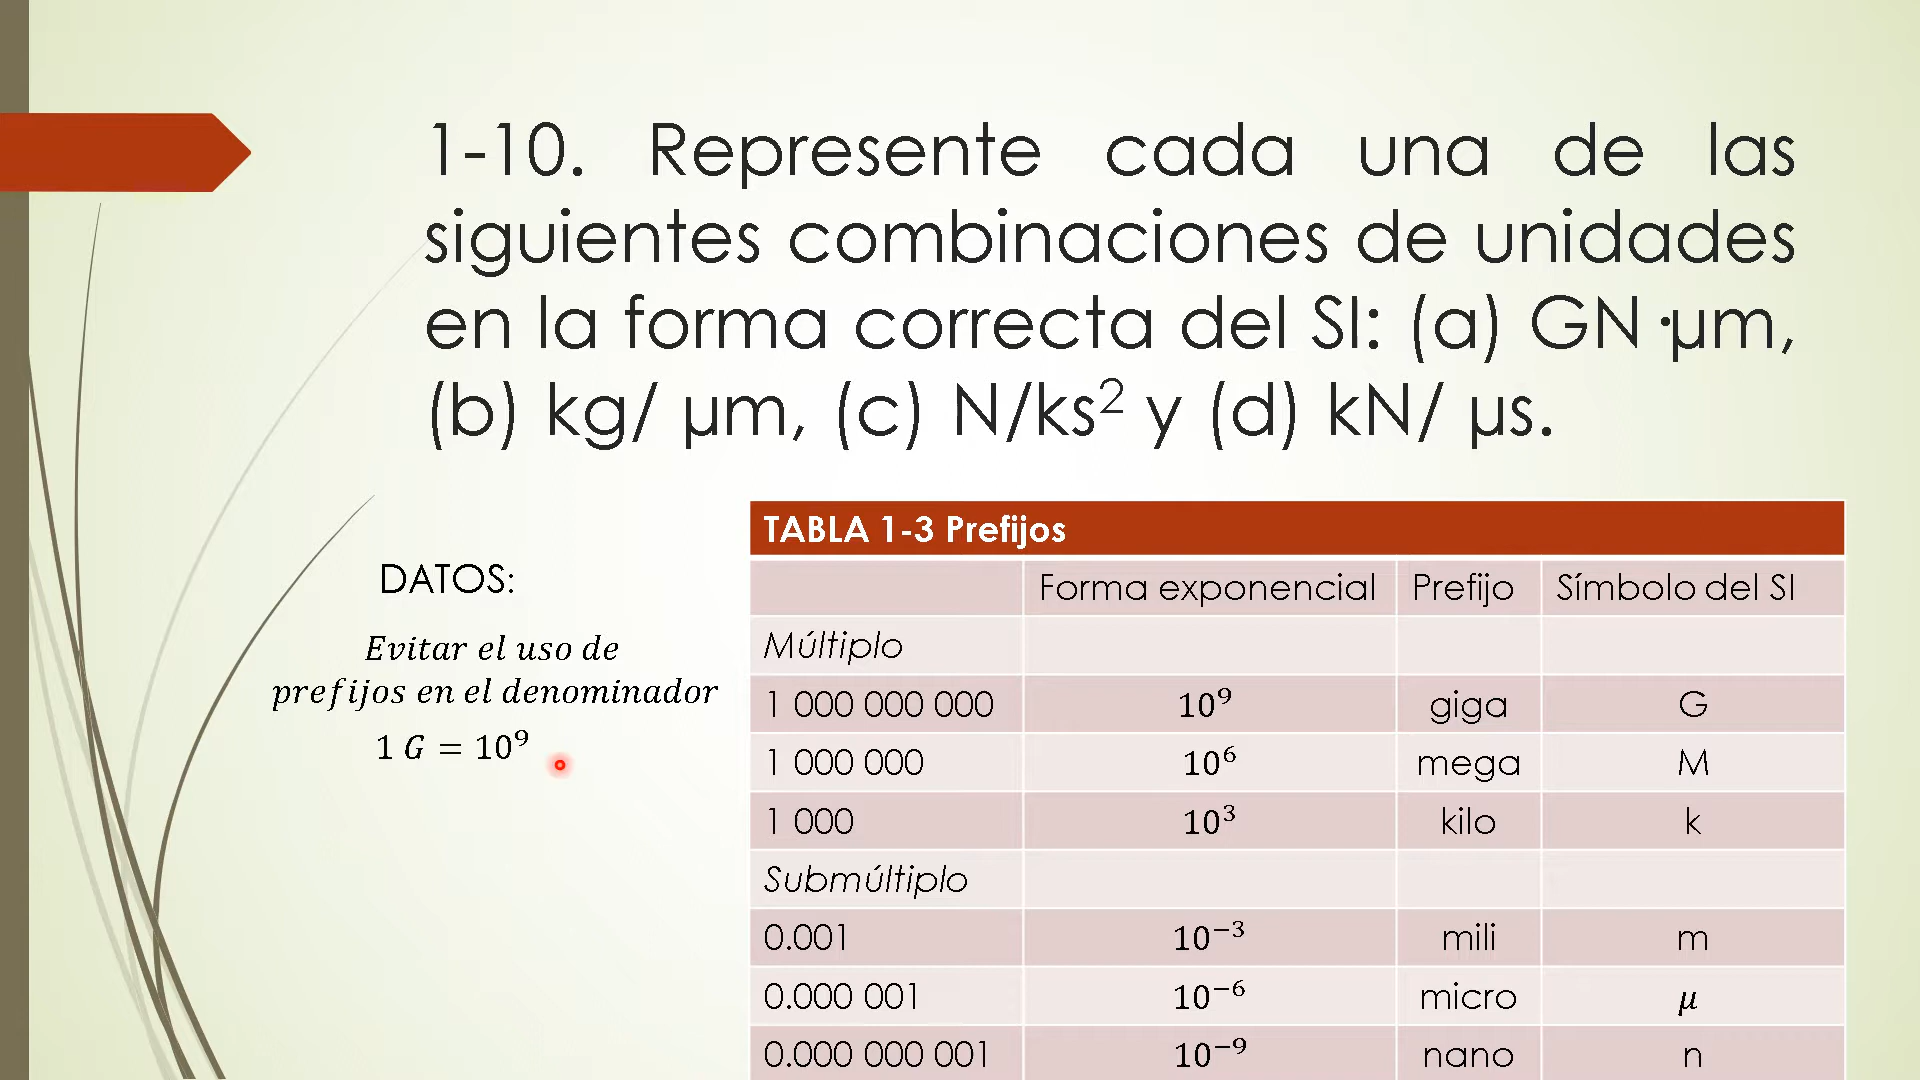 1-10. Represente cada una de las
siguientes combinaciones de unidades
en la forma correcta del SI: (a) GN·µm,
(b) kg/ µm, (c) N/ks² y (d) kN/ µs.
DATOS:
Evitar el uso de
prefijos en el denominador
1 G = 10⁹
TABLA 1-3 Prefijos
Forma exponencial Prefijo Símbolo del SI
Múltiplo
1 000 000 000 10⁹ giga G
1 000 000 10⁶ mega M
1 000 10³ kilo k
Submúltiplo
0.001 10⁻³ mili m
0.000 001 10⁻⁶ micro µ
0.000 000 001 10⁻⁹ nano n